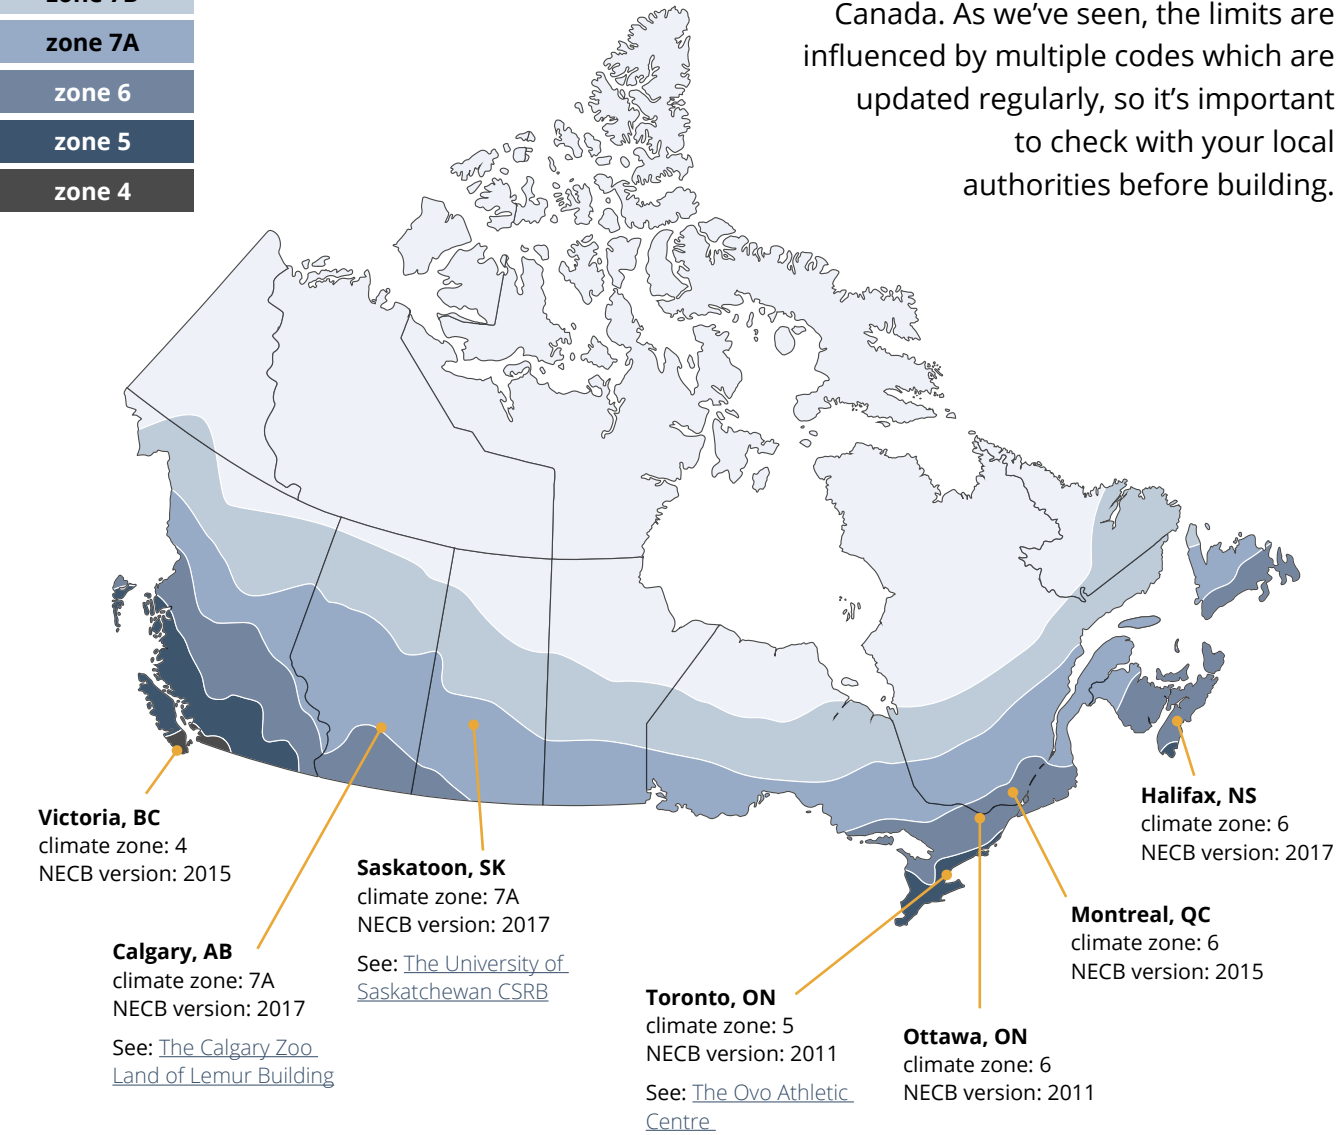 zone 7B
zone 7A
zone 6
zone 5
zone 4
Canada. As we’ve seen, the limits are
influenced by multiple codes which are
updated regularly, so it’s important
to check with your local
authorities before building.
Victoria, BC
climate zone: 4
NECB version: 2015
Calgary, AB
climate zone: 7A
NECB version: 2017
See: The Calgary Zoo
Land of Lemur Building
Saskatoon, SK
climate zone: 7A
NECB version: 2017
See: The University of
Saskatchewan CSRB
Toronto, ON
climate zone: 5
NECB version: 2011
See: The Ovo Athletic
Centre
Ottawa, ON
climate zone: 6
NECB version: 2011
Montreal, QC
climate zone: 6
NECB version: 2015
Halifax, NS
climate zone: 6
NECB version: 2017